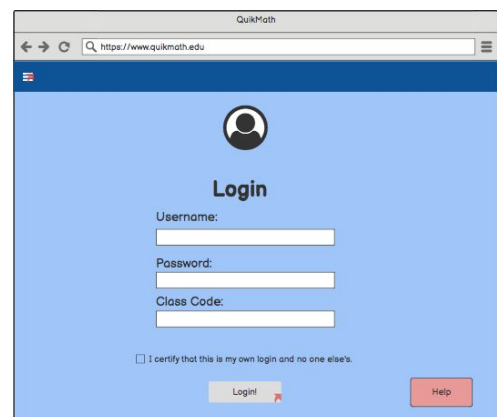 QuikMath
https://www.quikmath.edu
Login
Username:
Password:
Class Code:
I certify that this is my own login and no one else's.
Login!
Help